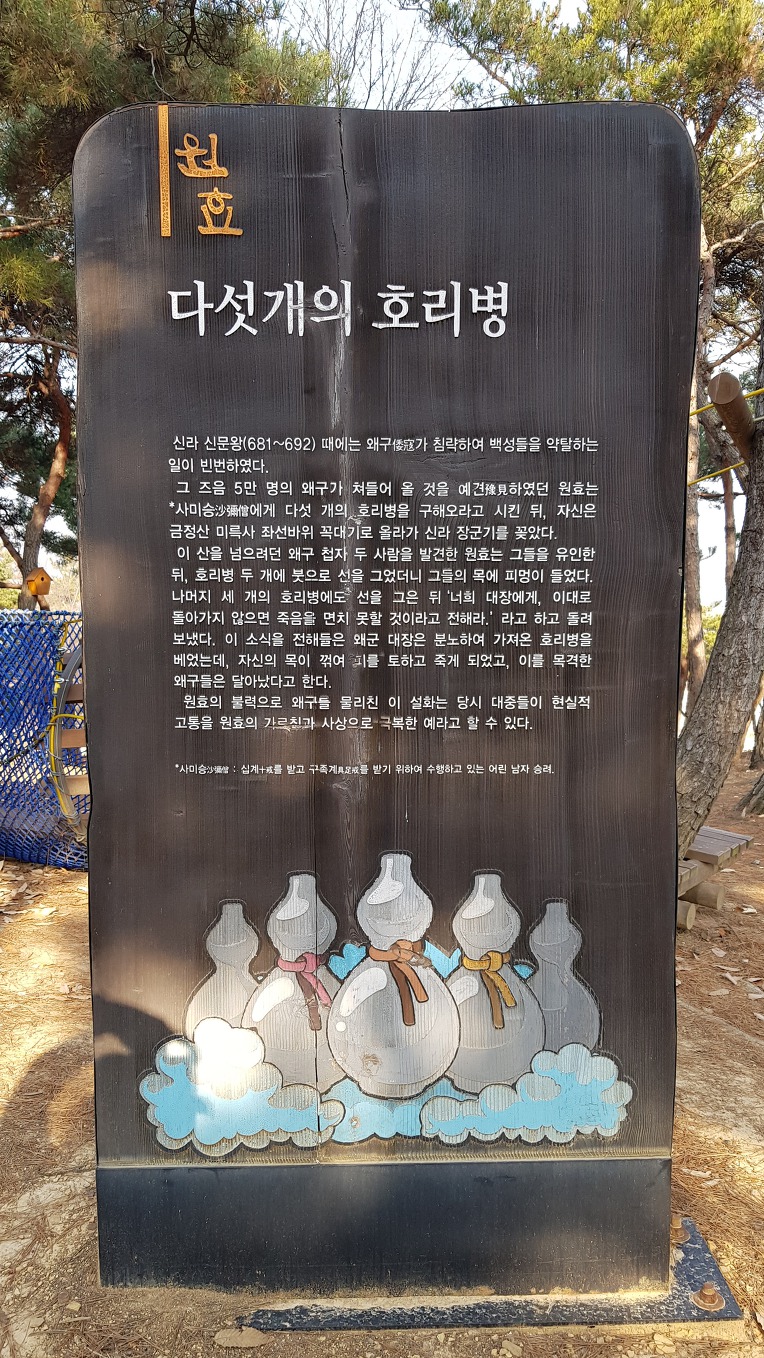 원효
다섯개의 호리병
신라 신문왕(681~692) 때에는 왜구倭寇가 침략하여 백성들을 약탈하는
일이 빈번하였다.
그 즈음 5만 명의 왜구가 쳐들어 올 것을 예견豫見하였던 원효는
*사미승沙彌僧에게 다섯 개의 호리병을 구해오라고 시킨 뒤, 자신은
금정산 미륵사 좌선바위 꼭대기로 올라가 신라 장군기를 꽂았다.
이 산을 넘으려던 왜구 첩자 두 사람을 발견한 원효는 그들을 유인한
뒤, 호리병 두 개에 붓으로 선을 그었더니 그들의 목에 피멍이 들었다.
나머지 세 개의 호리병에도 선을 그은 뒤 '너희 대장에게, 이대로
돌아가지 않으면 죽음을 면치 못할 것이라고 전해라.' 라고 하고 돌려
보냈다. 이 소식을 전해들은 왜군 대장은 분노하여 가져온 호리병을
베었는데, 자신의 목이 꺾여 피를 토하고 죽게 되었고, 이를 목격한
왜구들은 달아났다고 한다.
원효의 불력으로 왜구를 물리친 이 설화는 당시 대중들이 현실적
고통을 원효의 가르침과 사상으로 극복한 예라고 할 수 있다.
*사미승沙彌僧 : 십계十戒를 받고 구족계具足戒를 받기 위하여 수행하고 있는 어린 남자 승려.